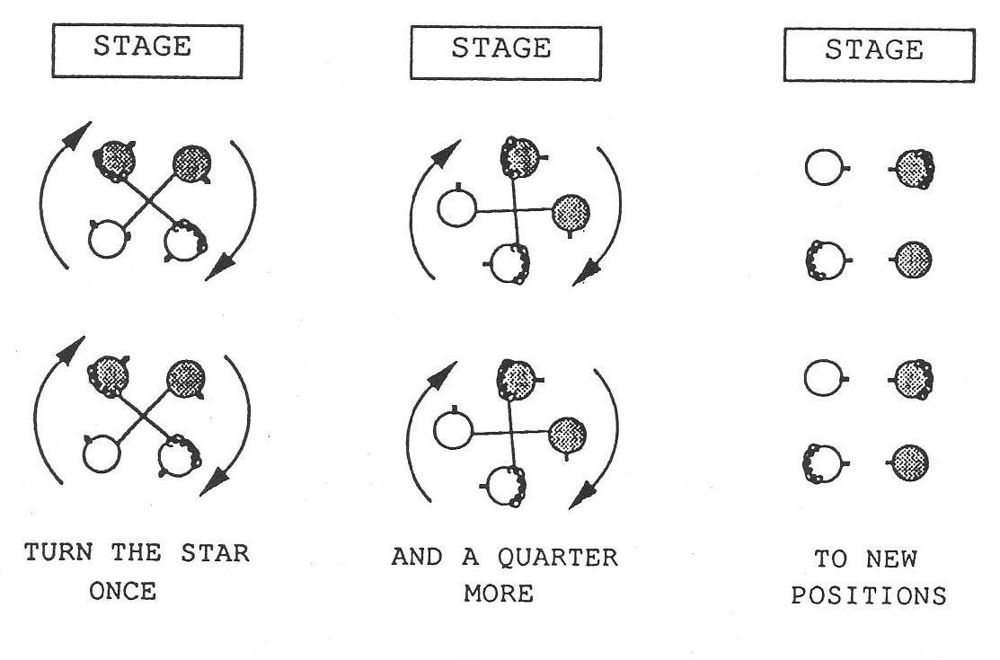 STAGE
STAGE
STAGE
TURN THE STAR
ONCE
AND A QUARTER
MORE
TO NEW
POSITIONS